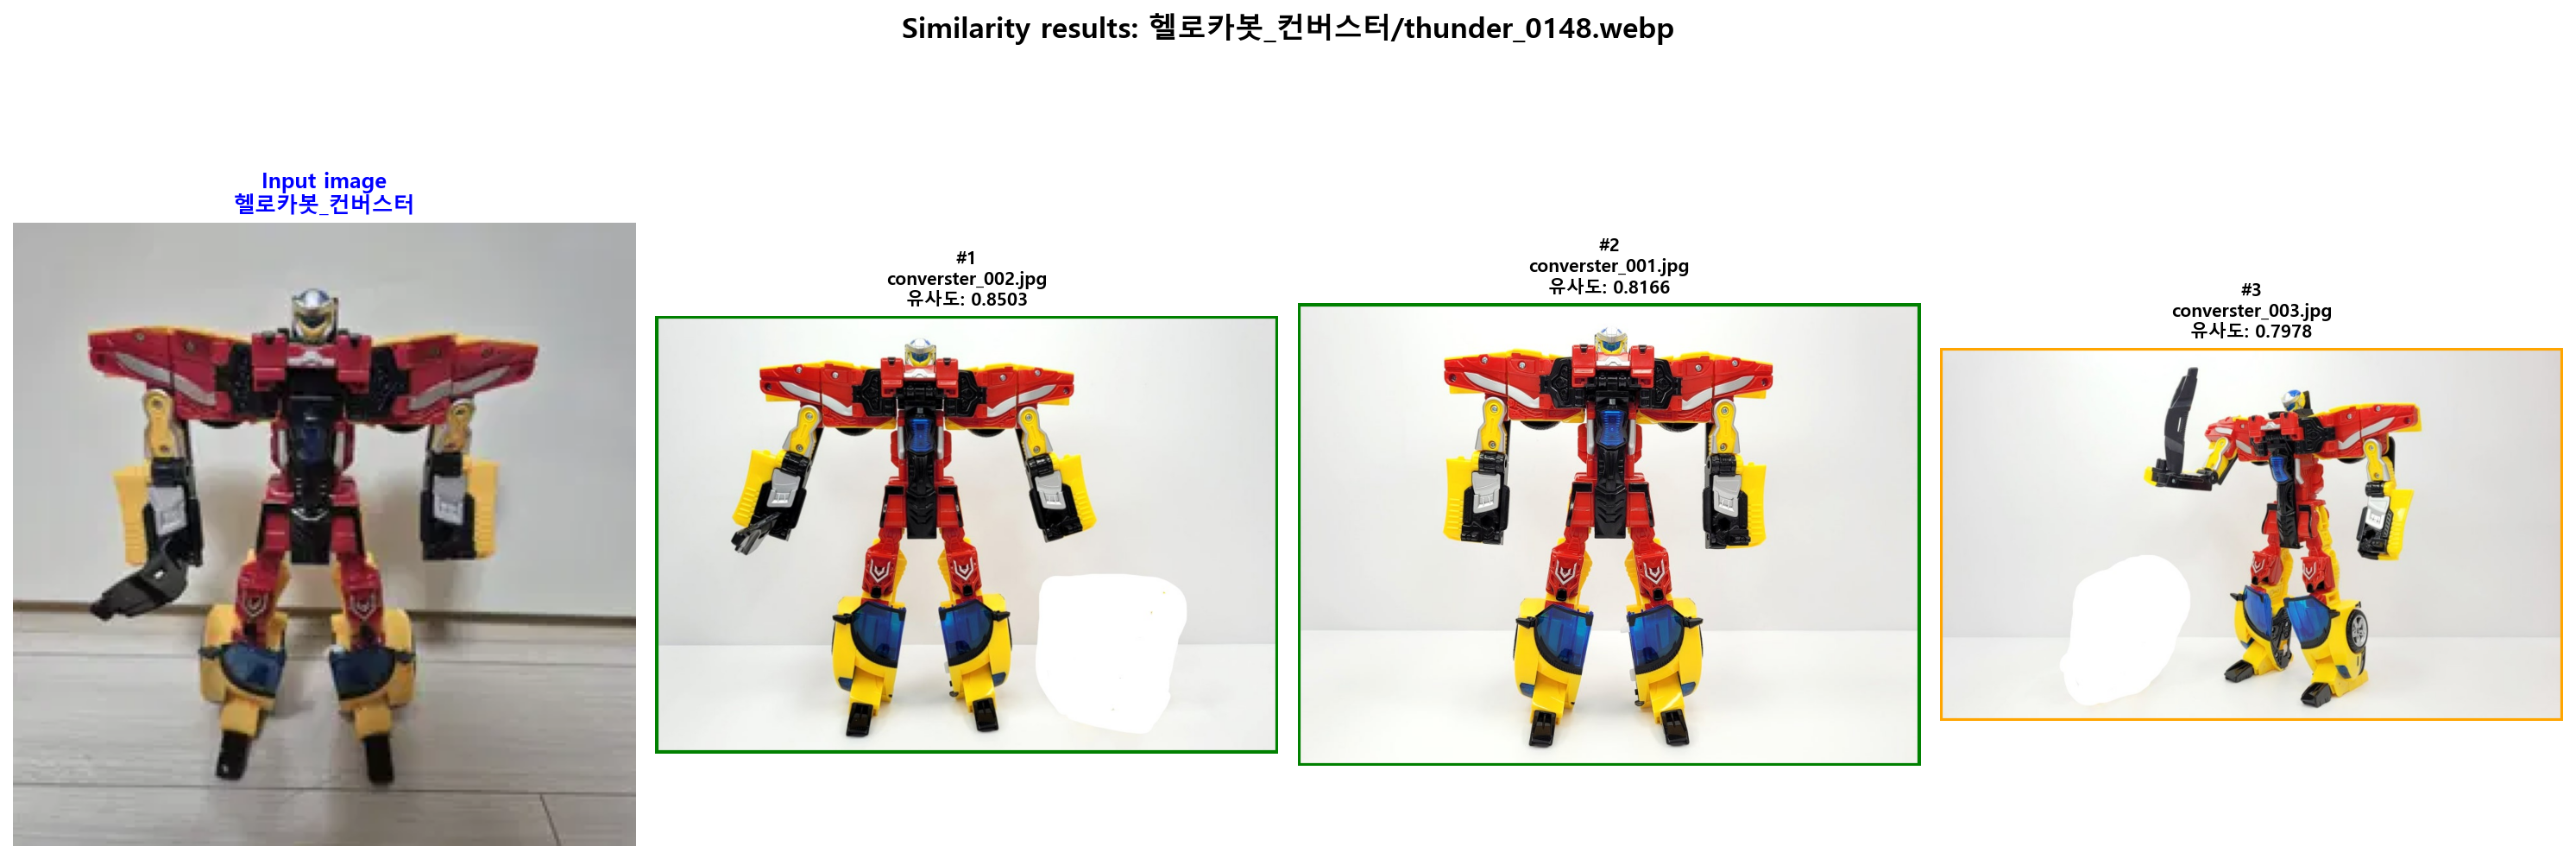 Similarity results: 헬로카봇_컨버스터/thunder_0148.webp
Input image
헬로카봇_컨버스터
#1
converster_002.jpg
유사도: 0.8503
#2
converster_001.jpg
유사도: 0.8166
#3
converster_003.jpg
유사도: 0.7978